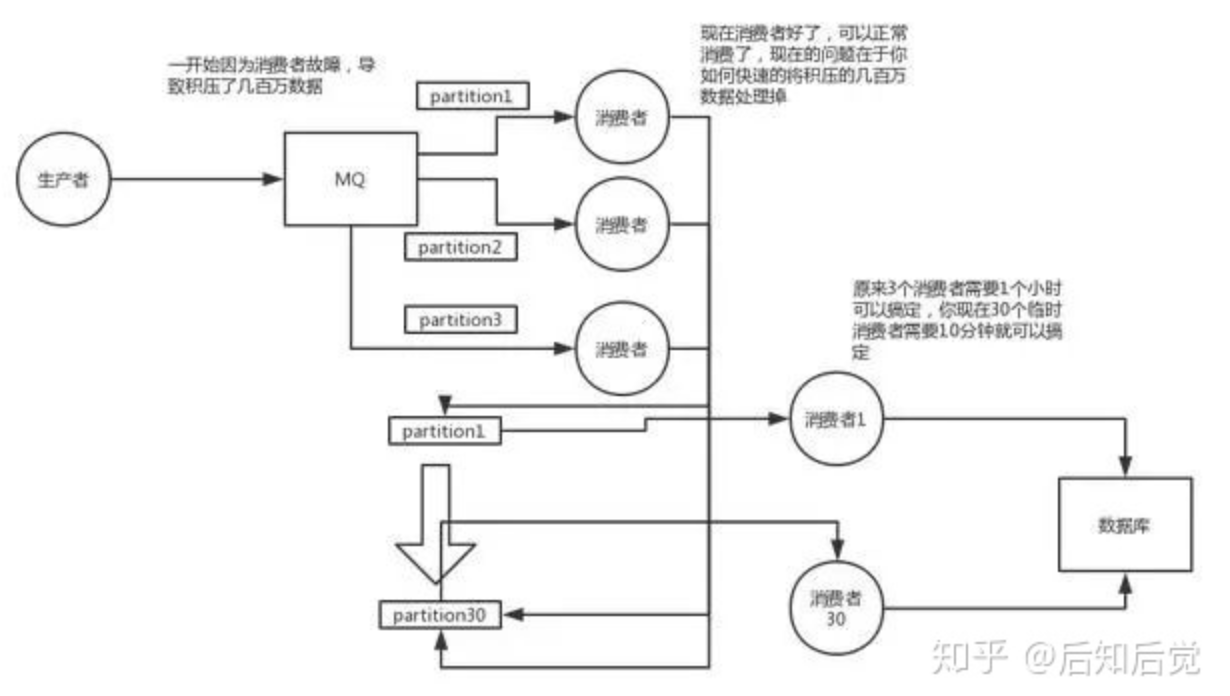 一开始因为消费者故障，导
致积压了几百万数据
现在消费者好了，可以正常
消费了，现在的问题在于你
如何快速的将积压的几百万
数据处理掉
partition1
消费者
生产者
MQ
消费者
partition2
partition3
消费者
原来3个消费者需要1个小时
可以搞定，你现在30个临时
消费者需要10分钟就可以搞
定
partition1
消费者1
数据库
partition30
消费者
30
知乎 @后知后觉